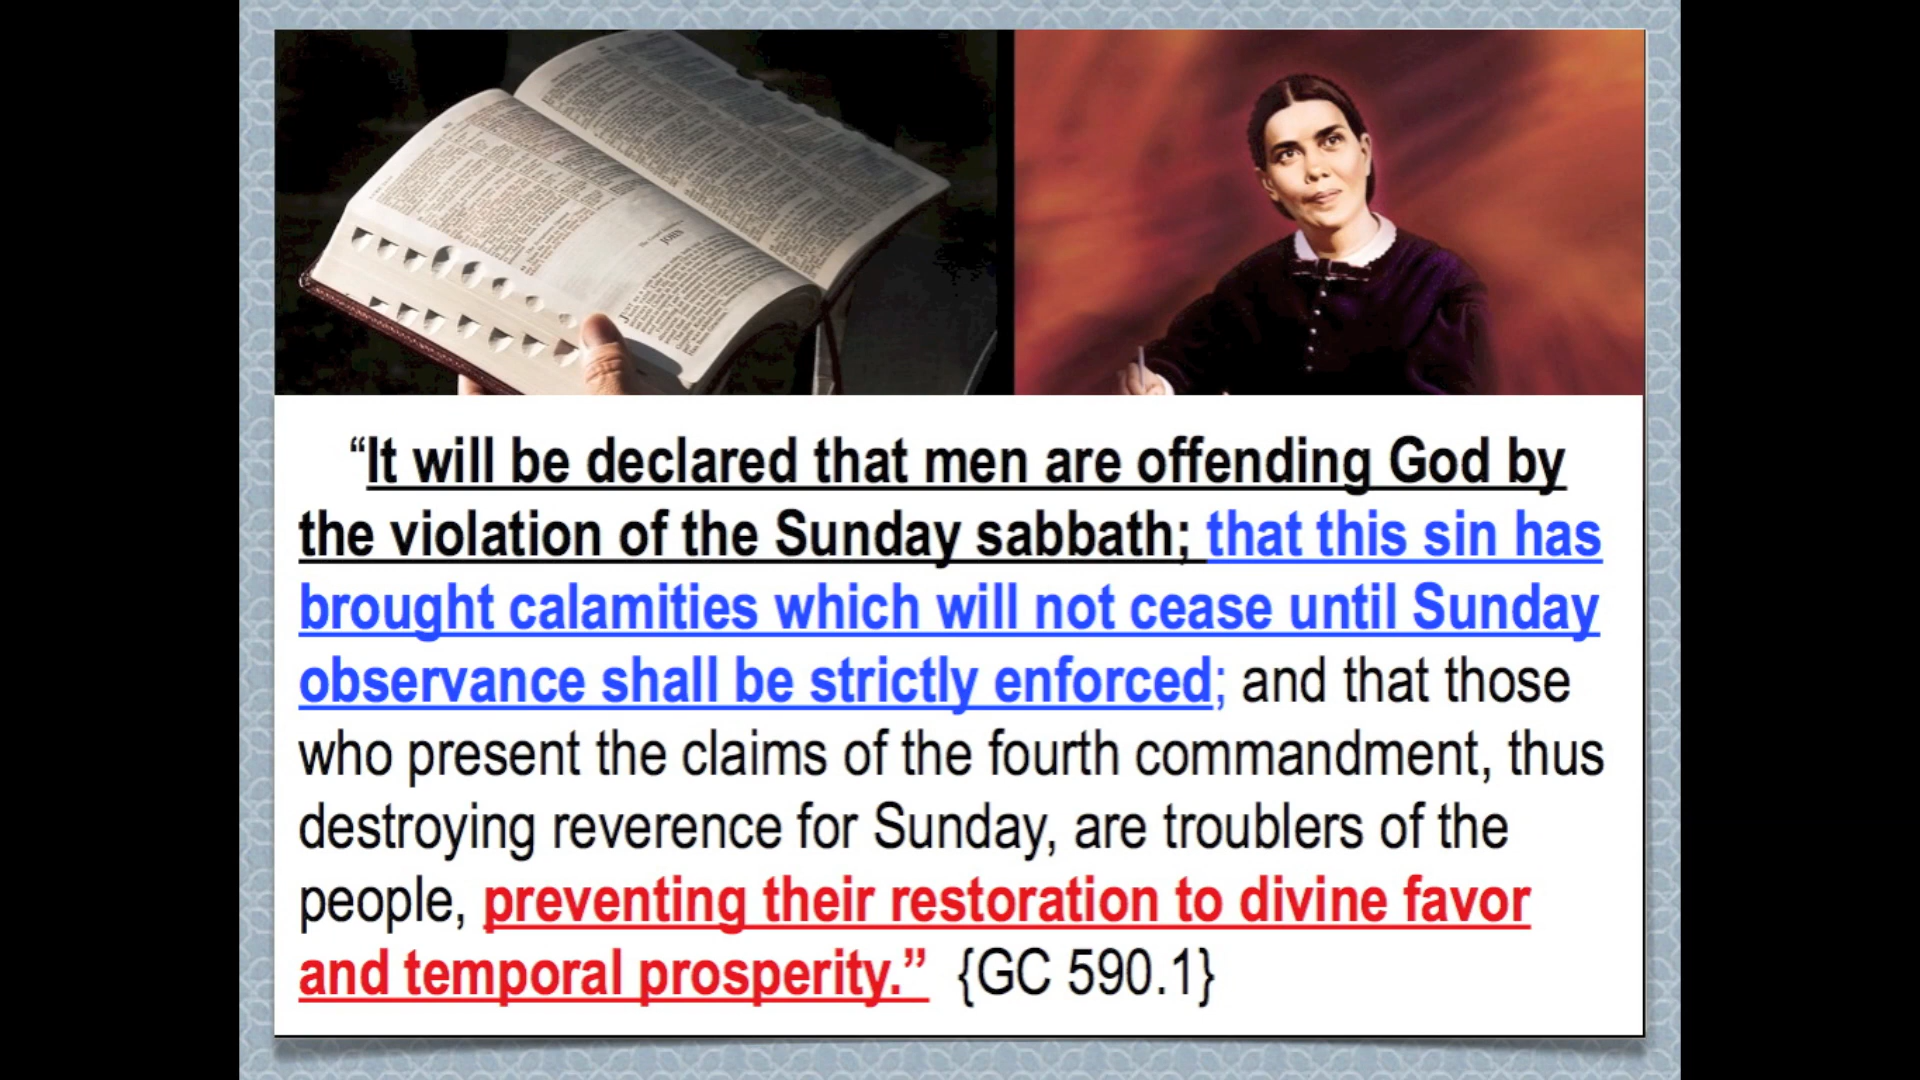 JOHN
“It will be declared that men are offending God by
the violation of the Sunday sabbath; that this sin has
brought calamities which will not cease until Sunday
observance shall be strictly enforced; and that those
who present the claims of the fourth commandment, thus
destroying reverence for Sunday, are troublers of the
people, preventing their restoration to divine favor
and temporal prosperity.” {GC 590.1}